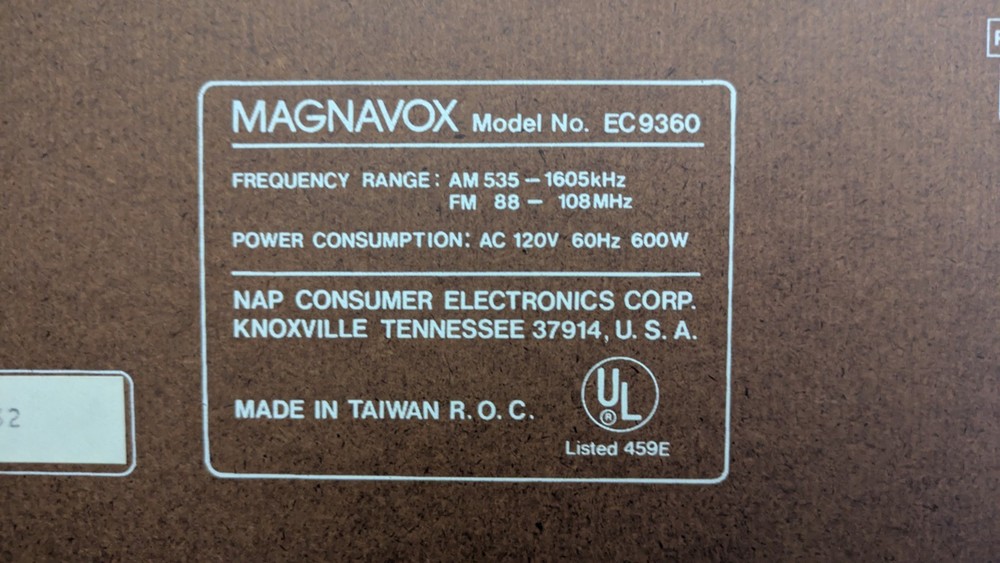 MAGNAVOX Model No. EC9360
FREQUENCY RANGE: AM 535 – 1605kHz
FM 88 – 108MHz
POWER CONSUMPTION: AC 120V 60Hz 600W
NAP CONSUMER ELECTRONICS CORP.
KNOXVILLE TENNESSEE 37914, U. S. A.
UL
®
MADE IN TAIWAN R. O. C.
Listed 459E